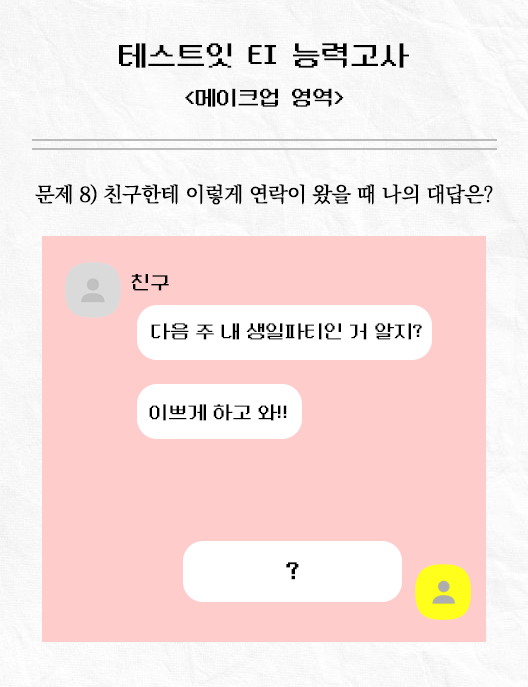 테스트잇 EI 능력고사
<메이크업 영역>
문제 8) 친구한테 이렇게 연락이 왔을 때 나의 대답은?
친구
다음 주 내 생일파티인 거 알지?
이쁘게 하고 와!!
?